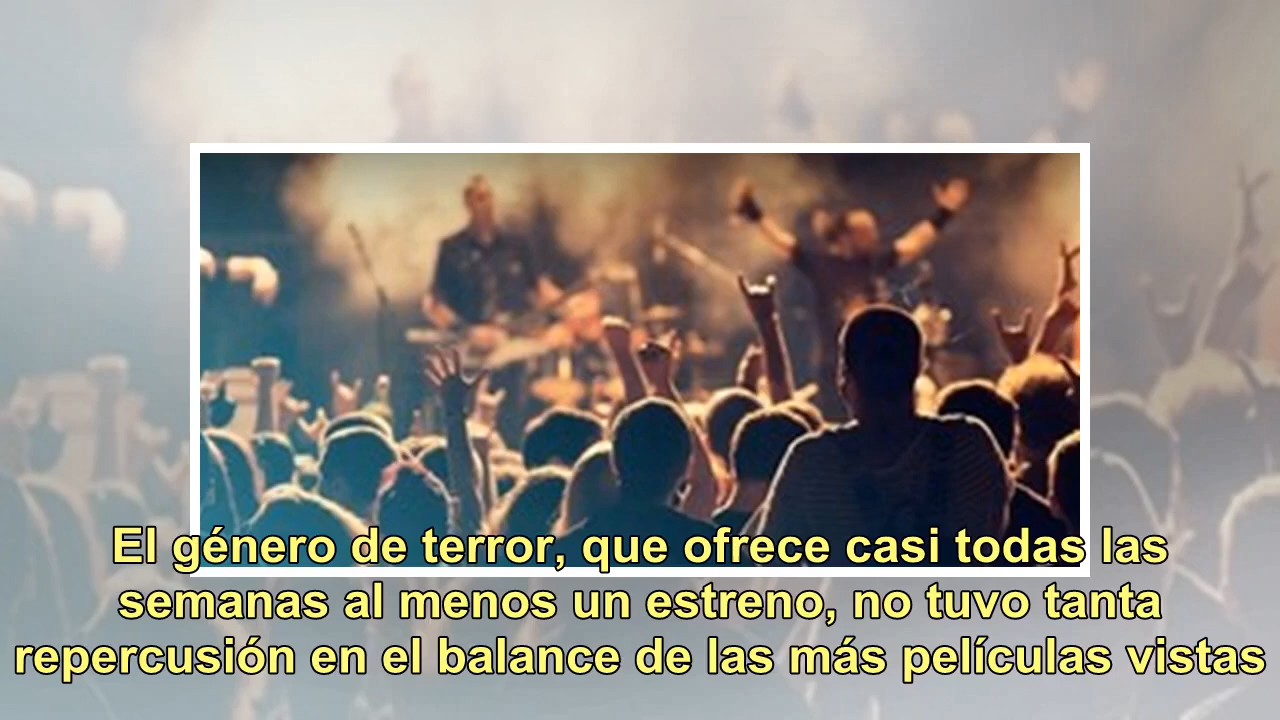 El género de terror, que ofrece casi todas las
semanas al menos un estreno, no tuvo tanta
repercusión en el balance de las más películas vistas